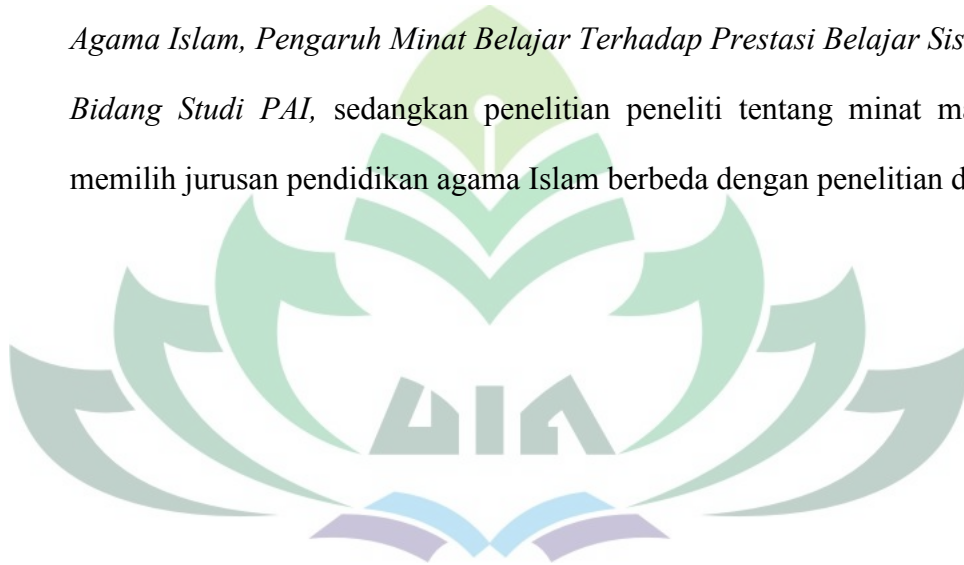 Agama Islam, Pengaruh Minat Belajar Terhadap Prestasi Belajar
Bidang Studi PAI, sedangkan penelitian peneliti tentang minat
memilih jurusan pendidikan agama Islam berbeda dengan penelitian
UIN